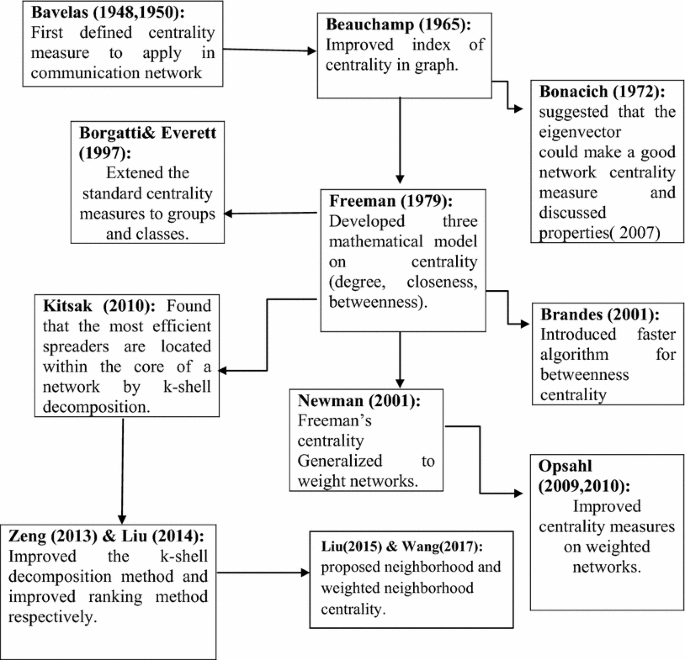 Bavelas (1948,1950):
First defined centrality
measure to apply in
communication network
Beauchamp (1965):
Improved index of
centrality in graph.
Bonacich (1972):
suggested that the
eigenvector
could make a good
network centrality
measure and
discussed
properties( 2007)
Borgatti& Everett
(1997):
Extened the
standard centrality
measures to groups
and classes.
Freeman (1979):
Developed three
mathematical model
on centrality
(degree, closeness,
betweenness).
Kitsak (2010): Found
that the most efficient
spreaders are located
within the core of a
network by k-shell
decomposition.
Brandes (2001):
Introduced faster
algorithm for
betweenness
centrality
Newman (2001):
Freeman's
centrality
Generalized to
weight networks.
Opsahl
(2009,2010):
Improved
centrality measures
on weighted
networks.
Zeng (2013) & Liu (2014):
Improved the k-shell
decomposition method and
improved ranking method
respectively.
Liu(2015) & Wang(2017):
proposed neighborhood and
weighted neighborhood
centrality.